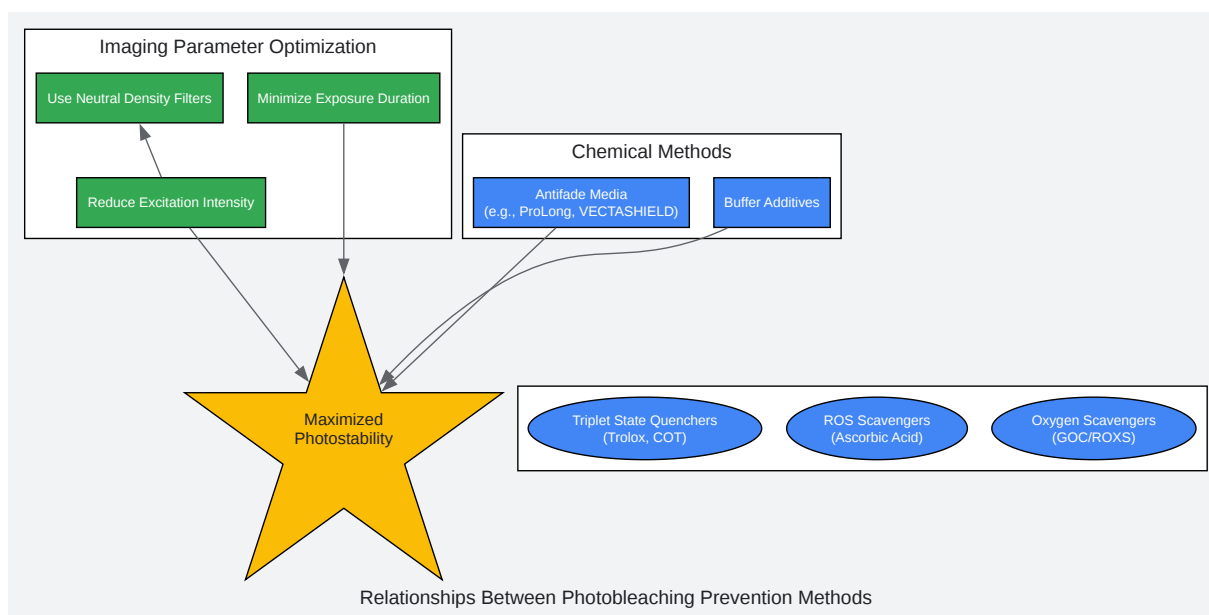 Imaging Parameter Optimization
Use Neutral Density Filters
Minimize Exposure Duration
Reduce Excitation Intensity
Chemical Methods
Antifade Media
(e.g., ProLong, VECTASHIELD)
Buffer Additives
Maximized
Photostability
Triplet State Quenchers
(Trolox, COT)
ROS Scavengers
(Ascorbic Acid)
Oxygen Scavengers
(GOC/ROXS)
Relationships Between Photobleaching Prevention Methods